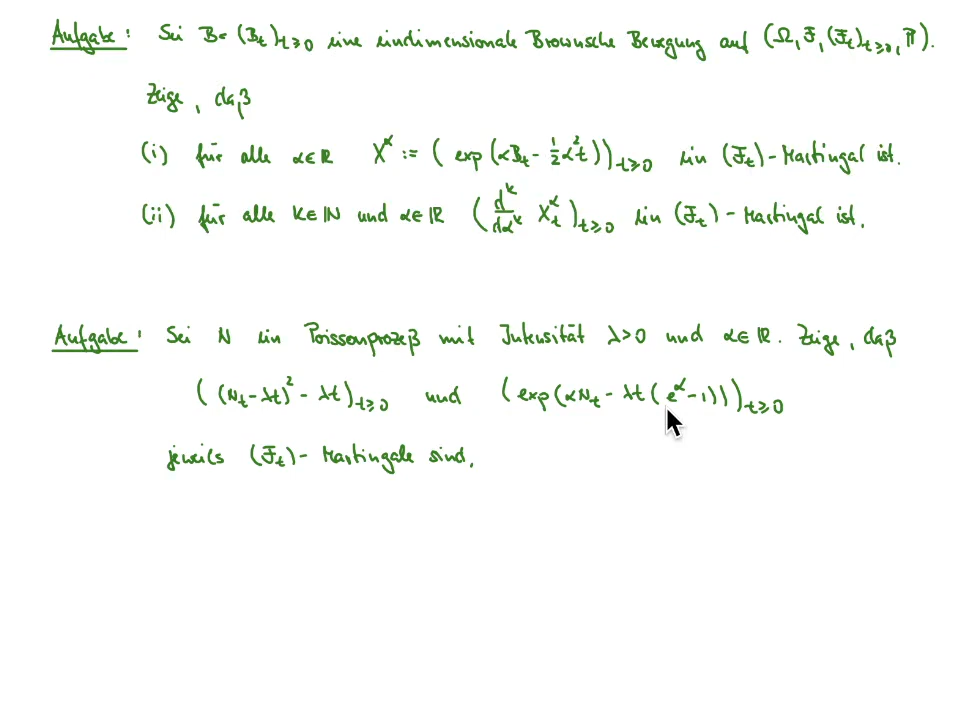 Aufgabe: Sei B=(B_t)_{t≥0} eine eindimensionale Brownsche Bewegung auf (Ω, F, (F_t)_{t≥0}, P).
Zeige, daß
(i) für alle α∈ℝ X^α := (exp(αB_t - 1/2 α²t))_{t≥0} ein (F_t)-Martingal ist.
(ii) für alle k∈ℕ und α∈ℝ (d^k/dα^k X_t^α)_{t≥0} ein (F_t)-Martingal ist.
Aufgabe: Sei N ein Poissonprozeß mit Intensität λ>0 und α∈ℝ. Zeige, daß
((N_t-λt)² - λt)_{t≥0} und (exp(αN_t - λt(e^α-1)))_{t≥0}
jeweils (F_t)-Martingale sind.